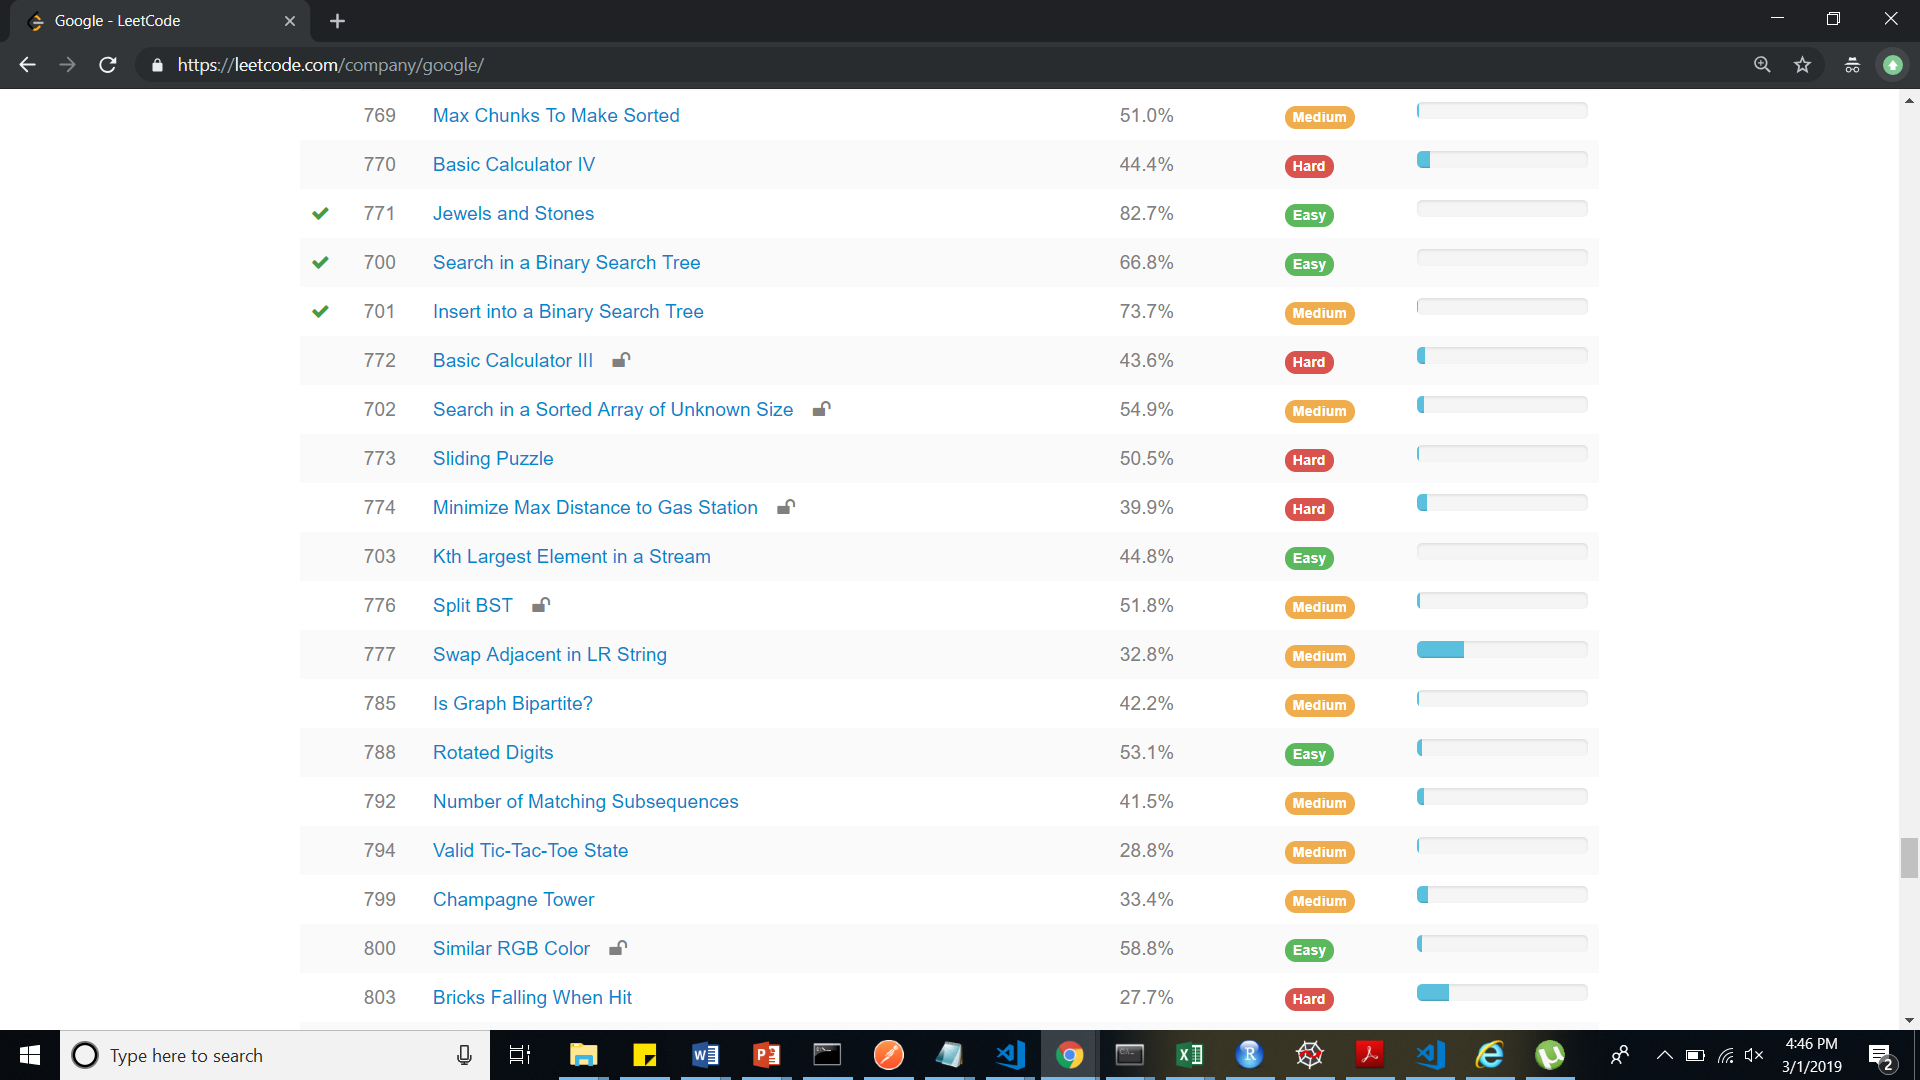 Google - LeetCode
https://leetcode.com/company/google/
769 Max Chunks To Make Sorted 51.0% Medium
770 Basic Calculator IV 44.4% Hard
771 Jewels and Stones 82.7% Easy
700 Search in a Binary Search Tree 66.8% Easy
701 Insert into a Binary Search Tree 73.7% Medium
772 Basic Calculator III 43.6% Hard
702 Search in a Sorted Array of Unknown Size 54.9% Medium
773 Sliding Puzzle 50.5% Hard
774 Minimize Max Distance to Gas Station 39.9% Hard
703 Kth Largest Element in a Stream 44.8% Easy
776 Split BST 51.8% Medium
777 Swap Adjacent in LR String 32.8% Medium
785 Is Graph Bipartite? 42.2% Medium
788 Rotated Digits 53.1% Easy
792 Number of Matching Subsequences 41.5% Medium
794 Valid Tic-Tac-Toe State 28.8% Medium
799 Champagne Tower 33.4% Medium
800 Similar RGB Color 58.8% Easy
803 Bricks Falling When Hit 27.7% Hard
Type here to search
4:46 PM
3/1/2019
2